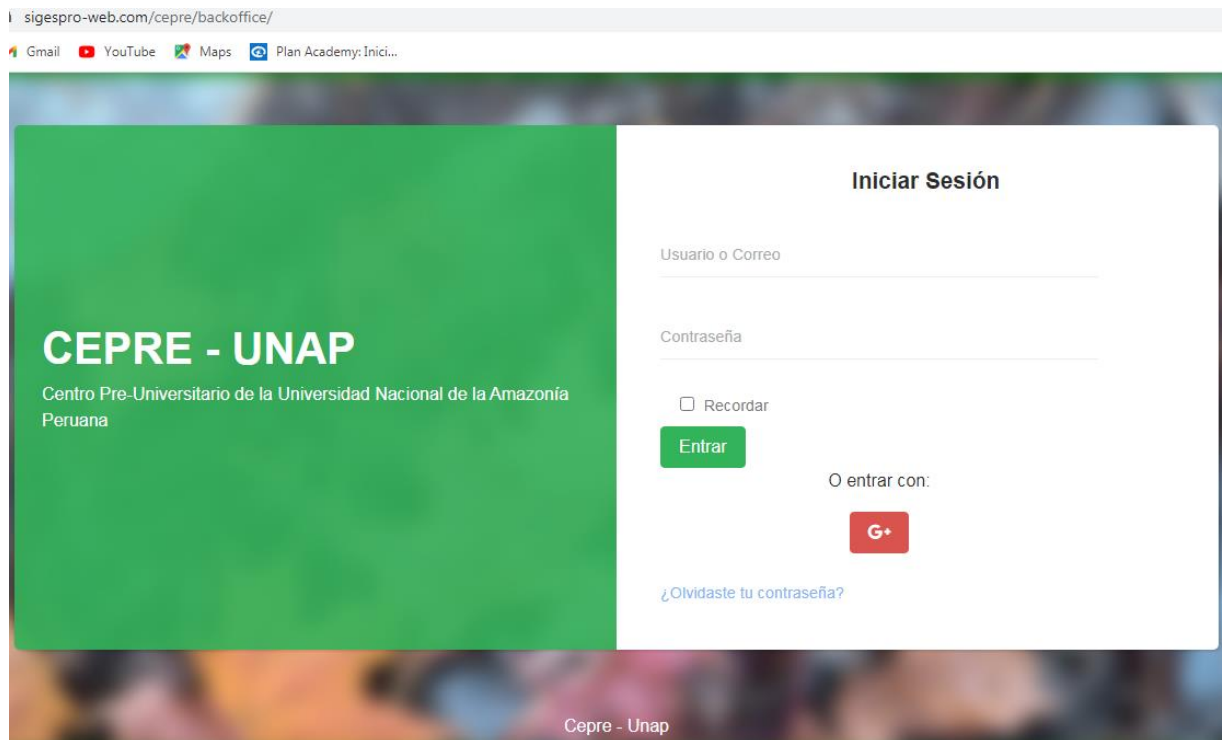 sigespro-web.com/cepre/backoffice/
Gmail YouTube Maps Plan Academy: Inici...
CEPRE - UNAP
Centro Pre-Universitario de la Universidad Nacional de la Amazonía
Peruana
Iniciar Sesión
Usuario o Correo
Contraseña
Recordar
Entrar
O entrar con:
G+
¿Olvidaste tu contraseña?
Cepre - Unap